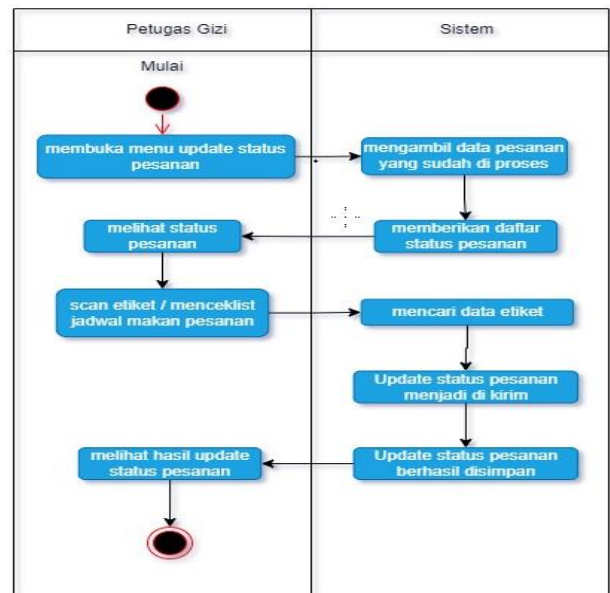 Petugas Gizi
Sistem
Mulai
membuka menu update status
pesanan
mengambil data pesanan
yang sudah di proses
memberikan daftar
status pesanan
melihat status
pesanan
scan etiket / menceklist
jadwal makan pesanan
mencari data etiket
Update status pesanan
menjadi di kirim
Update status pesanan
berhasil disimpan
melihat hasil update
status pesanan